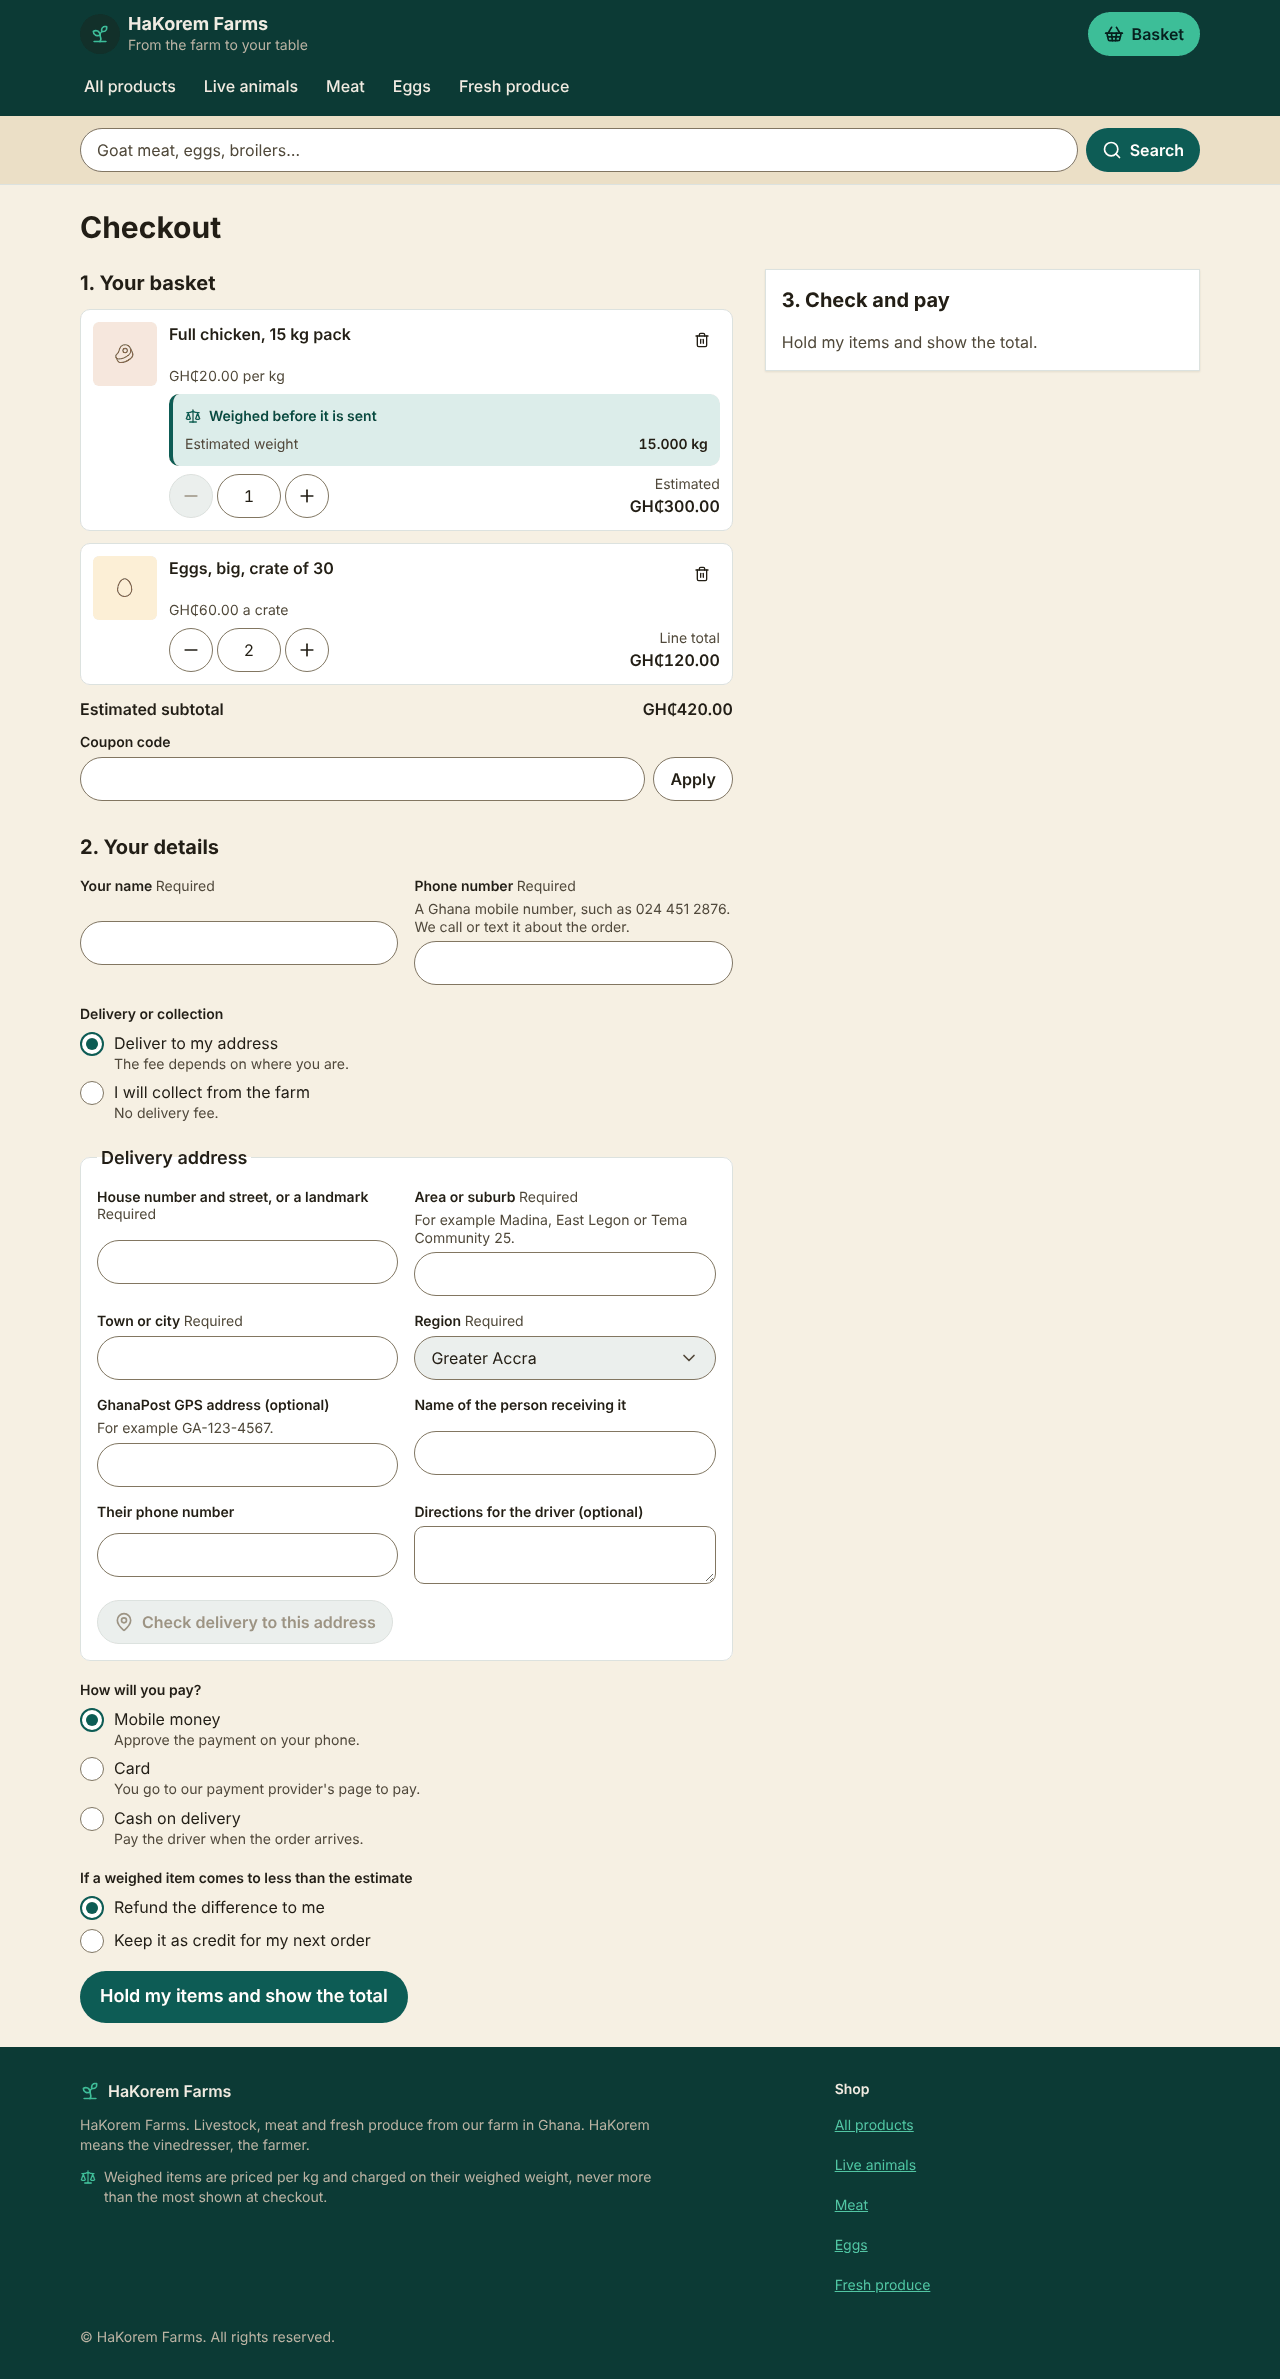 HaKorem Farms
From the farm to your table
Basket
All products
Live animals
Meat
Eggs
Fresh produce
Goat meat, eggs, broilers...
Search
Checkout
1. Your basket
Full chicken, 15 kg pack
GH₵20.00 per kg
Weighed before it is sent
Estimated weight
15.000 kg
1
Estimated
GH₵300.00
Eggs, big, crate of 30
GH₵60.00 a crate
2
Line total
GH₵120.00
Estimated subtotal
GH₵420.00
Coupon code
Apply
2. Your details
Your name Required
Phone number Required
A Ghana mobile number, such as 024 451 2876.
We call or text it about the order.
Delivery or collection
Deliver to my address
The fee depends on where you are.
I will collect from the farm
No delivery fee.
Delivery address
House number and street, or a landmark
Required
Area or suburb Required
For example Madina, East Legon or Tema
Community 25.
Town or city Required
Region Required
Greater Accra
GhanaPost GPS address (optional)
For example GA-123-4567.
Name of the person receiving it
Their phone number
Directions for the driver (optional)
Check delivery to this address
How will you pay?
Mobile money
Approve the payment on your phone.
Card
You go to our payment provider's page to pay.
Cash on delivery
Pay the driver when the order arrives.
If a weighed item comes to less than the estimate
Refund the difference to me
Keep it as credit for my next order
Hold my items and show the total
3. Check and pay
Hold my items and show the total.
HaKorem Farms
HaKorem Farms. Livestock, meat and fresh produce from our farm in Ghana. HaKorem
means the vinedresser, the farmer.
Weighed items are priced per kg and charged on their weighed weight, never more
than the most shown at checkout.
Shop
All products
Live animals
Meat
Eggs
Fresh produce
© HaKorem Farms. All rights reserved.